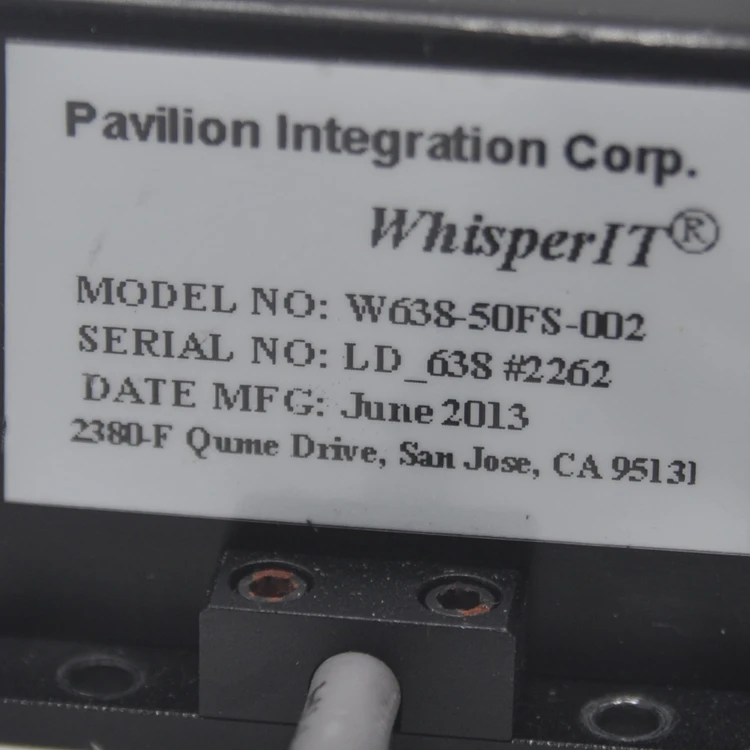 Pavilion Integration Corp.
WhisperIT®
MODEL NO: W638-50FS-002
SERIAL NO: LD_638 #2262
DATE MFG: June 2013
2380-F Qume Drive, San Jose, CA 95131